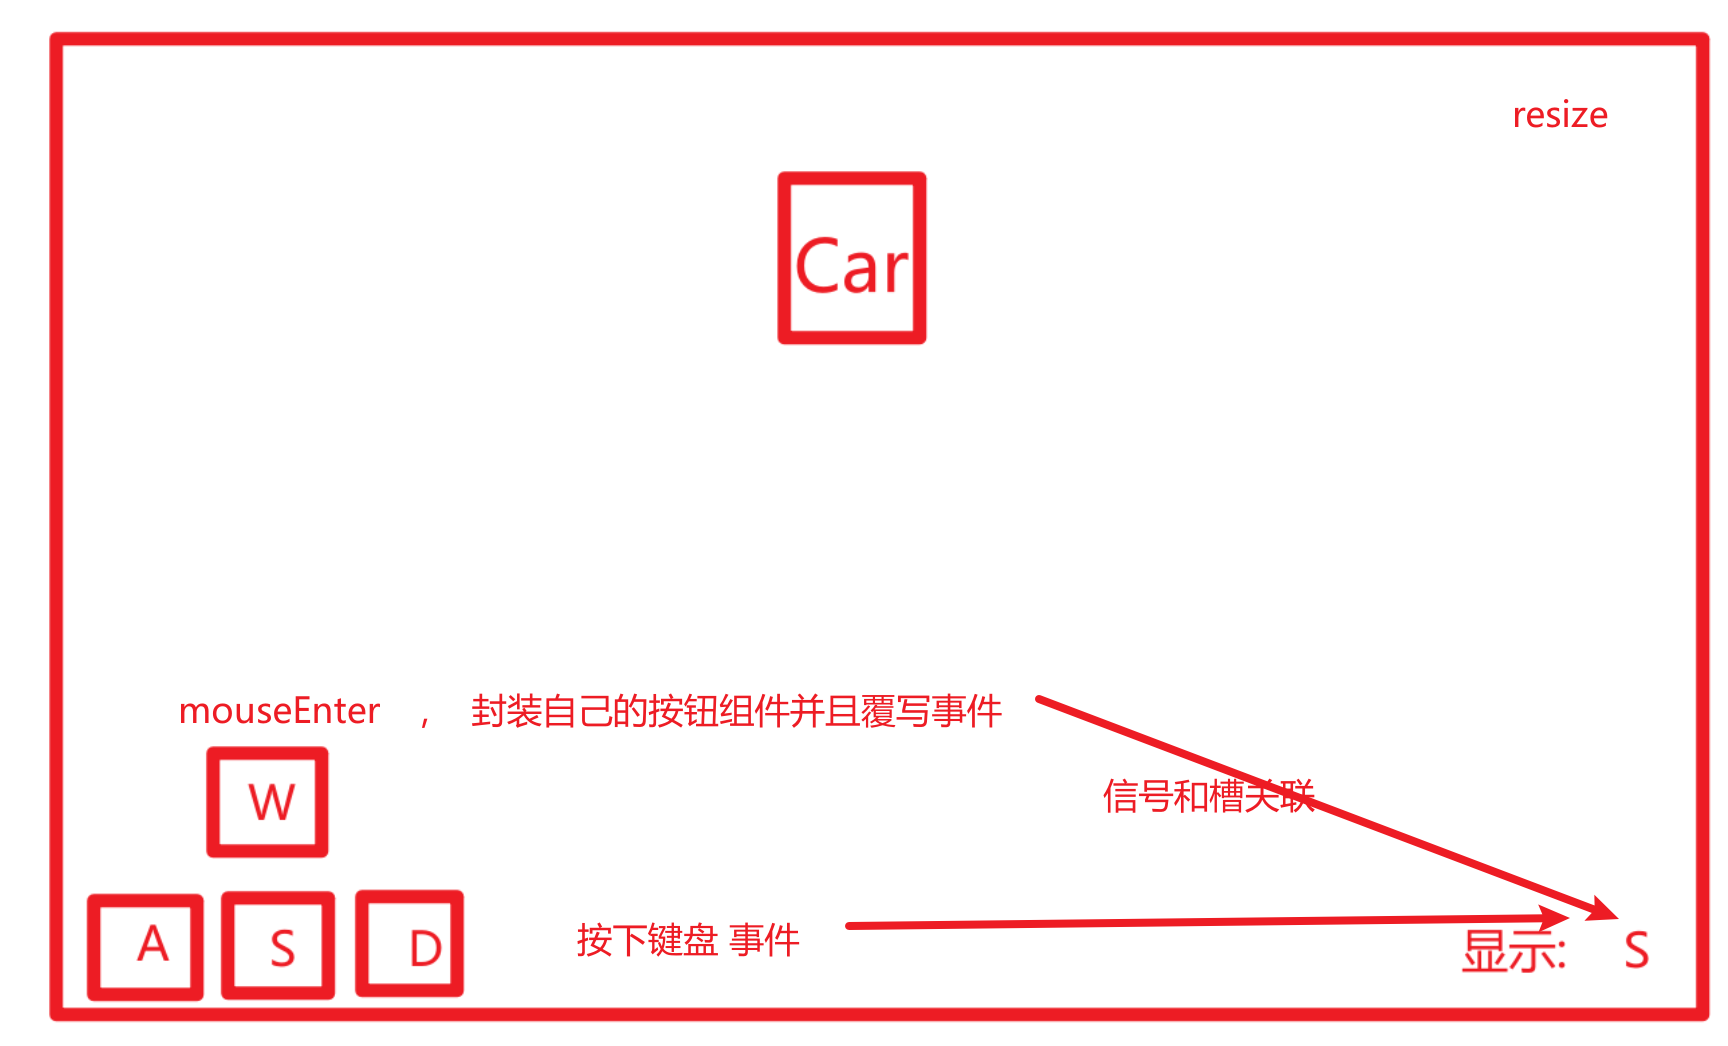 resize
Car
mouseEnter , 封装自己的按钮组件并且覆写事件
信号和槽关联
W
A S D
按下键盘 事件
显示: S